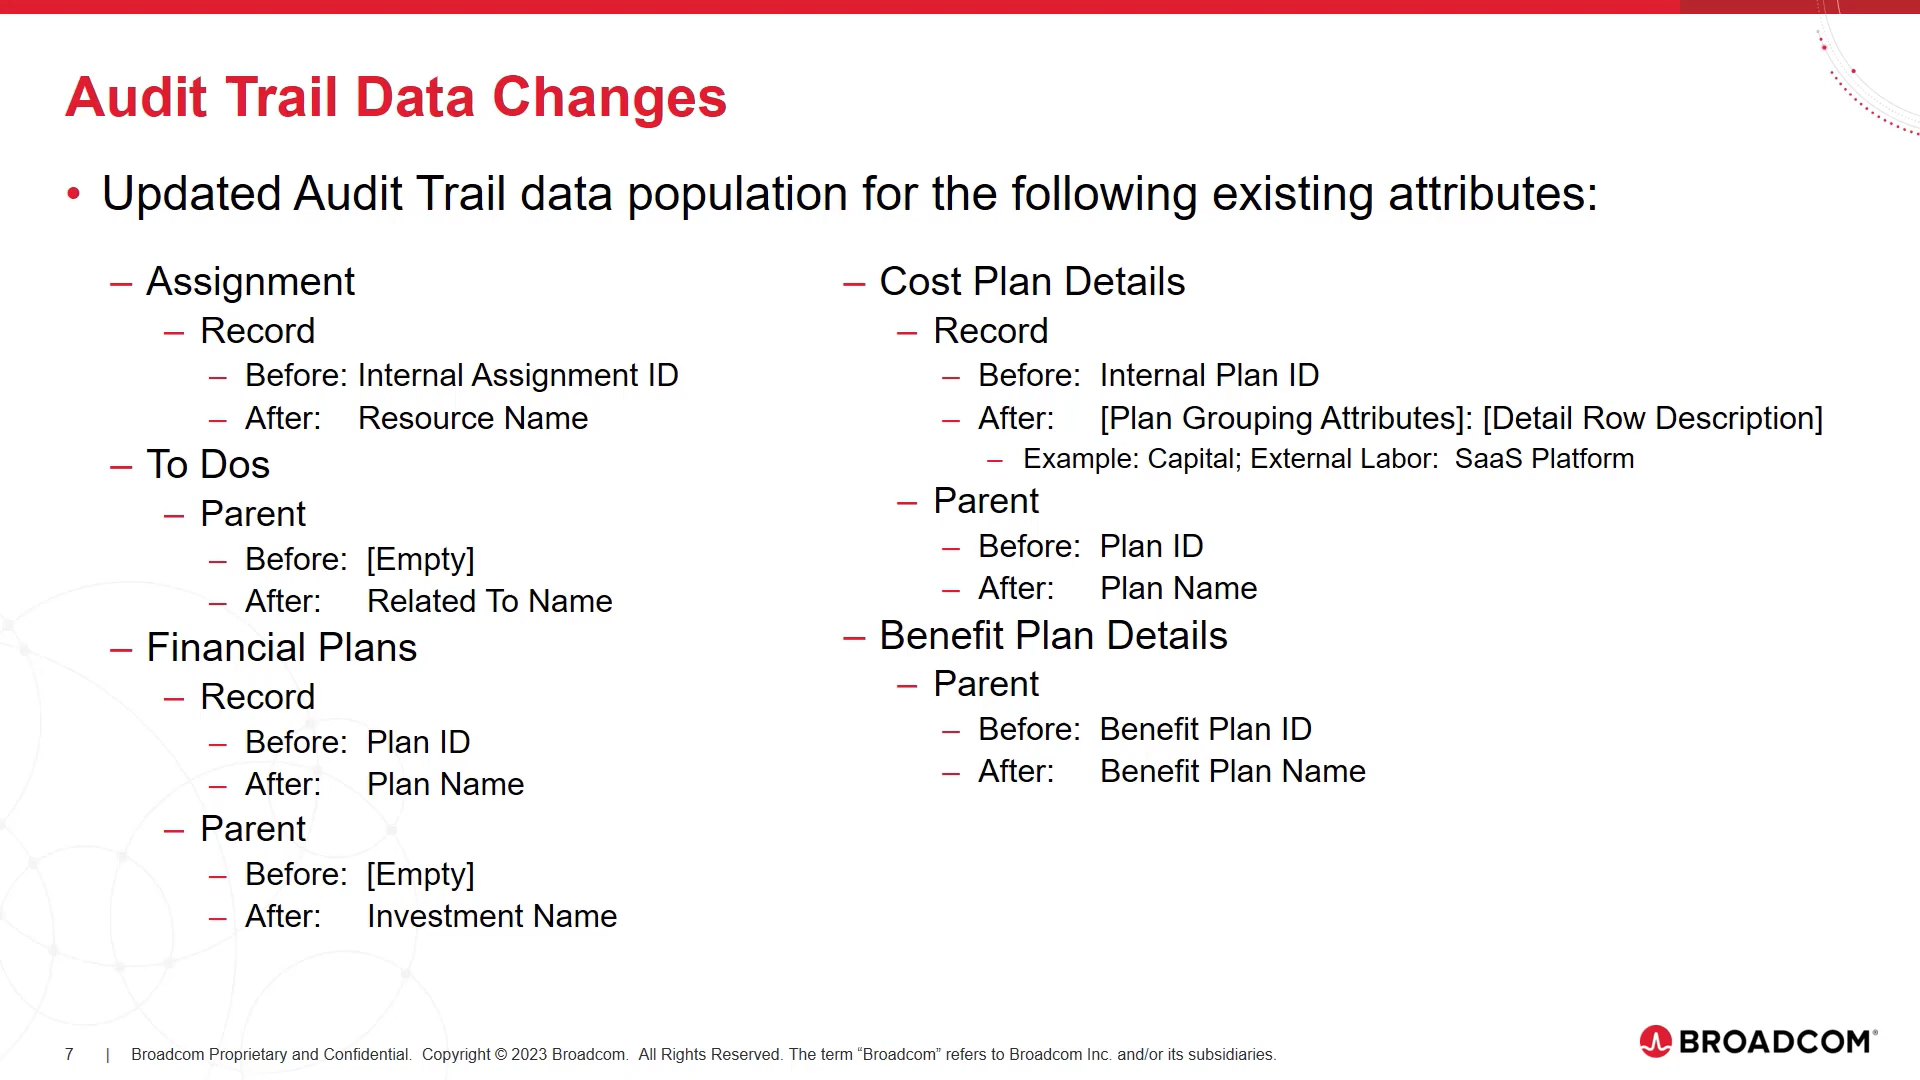 Audit Trail Data Changes
• Updated Audit Trail data population for the following existing attributes:
– Assignment
– Record
– Before: Internal Assignment ID
– After: Resource Name
– To Dos
– Parent
– Before: [Empty]
– After: Related To Name
– Financial Plans
– Record
– Before: Plan ID
– After: Plan Name
– Parent
– Before: [Empty]
– After: Investment Name
– Cost Plan Details
– Record
– Before: Internal Plan ID
– After: [Plan Grouping Attributes]: [Detail Row Description]
– Example: Capital; External Labor: SaaS Platform
– Parent
– Before: Plan ID
– After: Plan Name
– Benefit Plan Details
– Parent
– Before: Benefit Plan ID
– After: Benefit Plan Name
7 | Broadcom Proprietary and Confidential. Copyright © 2023 Broadcom. All Rights Reserved. The term “Broadcom” refers to Broadcom Inc. and/or its subsidiaries.
BROADCOM®